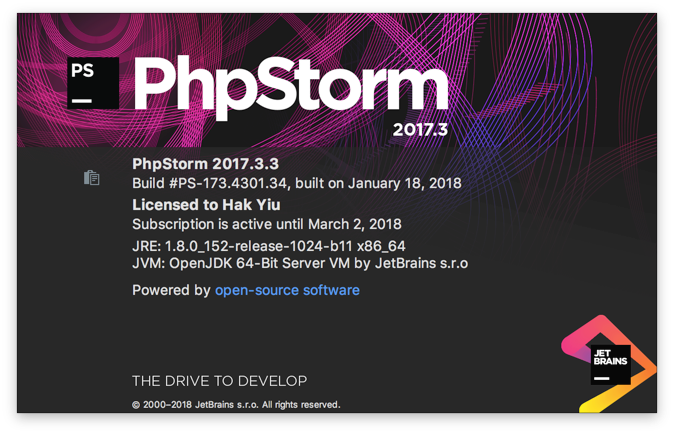 PS
PhpStorm
2017.3
PhpStorm 2017.3.3
Build #PS-173.4301.34, built on January 18, 2018
Licensed to Hak Yiu
Subscription is active until March 2, 2018
JRE: 1.8.0_152-release-1024-b11 x86_64
JVM: OpenJDK 64-Bit Server VM by JetBrains s.r.o
Powered by open-source software
JET
BRAINS
THE DRIVE TO DEVELOP
© 2000–2018 JetBrains s.r.o. All rights reserved.